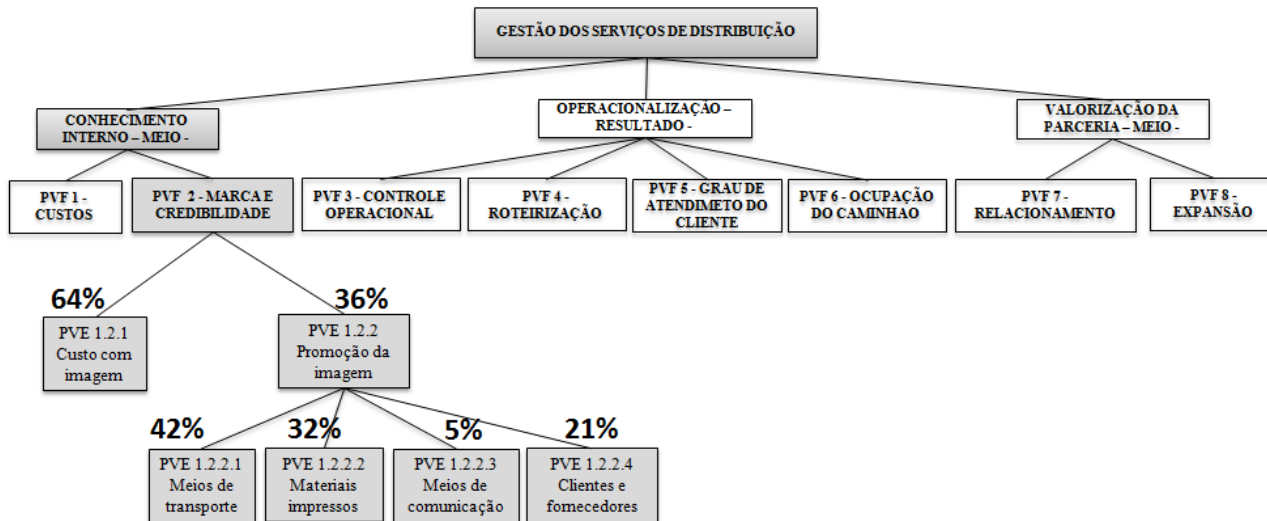 GESTÃO DOS SERVIÇOS DE DISTRIBUIÇÃO
CONHECIMENTO
INTERNO – MEIO -
OPERACIONALIZAÇÃO –
RESULTADO -
VALORIZAÇÃO DA
PARCERIA – MEIO -
PVF 1 -
CUSTOS
PVF 2 - MARCA E
CREDIBILIDADE
PVF 3 - CONTROLE
OPERACIONAL
PVF 4 -
ROTEIRIZAÇÃO
PVF 5 - GRAU DE
ATENDIMETO DO
CLIENTE
PVF 6 - OCUPAÇÃO
DO CAMINHAO
PVF 7 -
RELACIONAMENTO
PVF 8 -
EXPANSÃO
64%
36%
PVE 1.2.1
Custo com
imagem
PVE 1.2.2
Promoção da
imagem
42%
32%
5%
21%
PVE 1.2.2.1
Meios de
transporte
PVE 1.2.2.2
Materiais
impressos
PVE 1.2.2.3
Meios de
comunicação
PVE 1.2.2.4
Clientes e
fornecedores